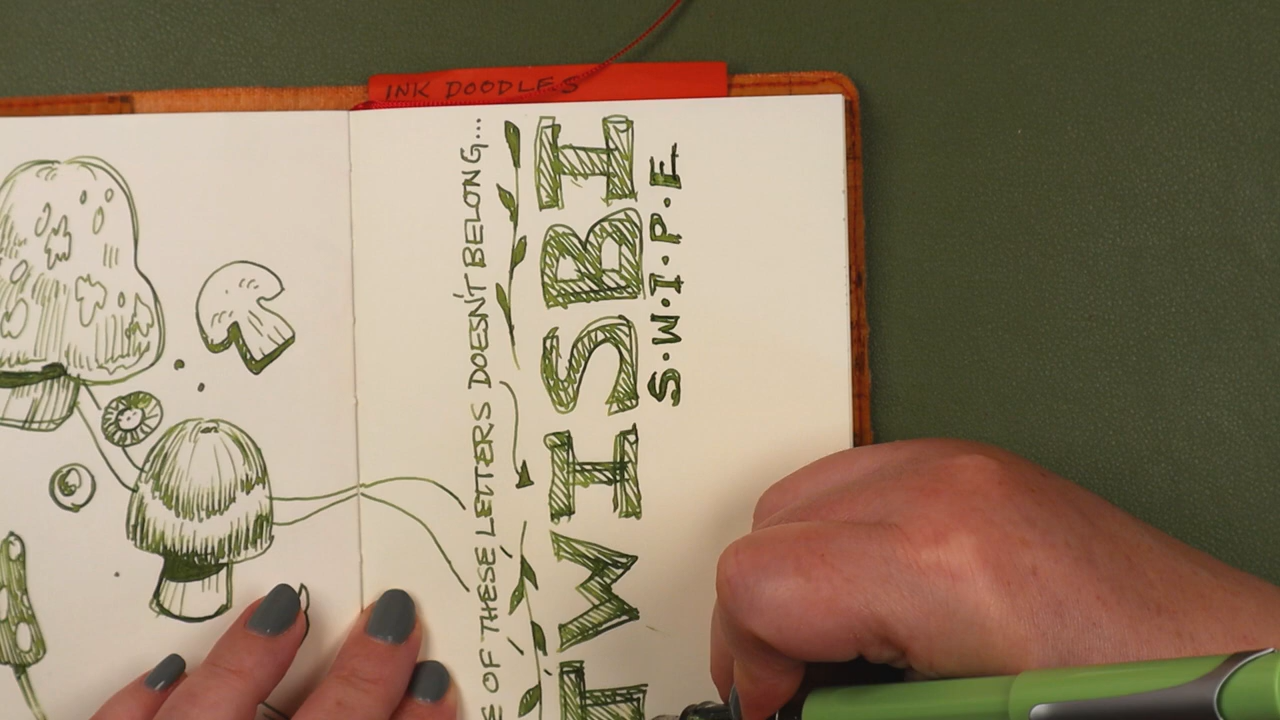 INK DOODLES
E OF THESE LETTERS DOESN'T BELONG...
TWISBI
S.W.I.P.E